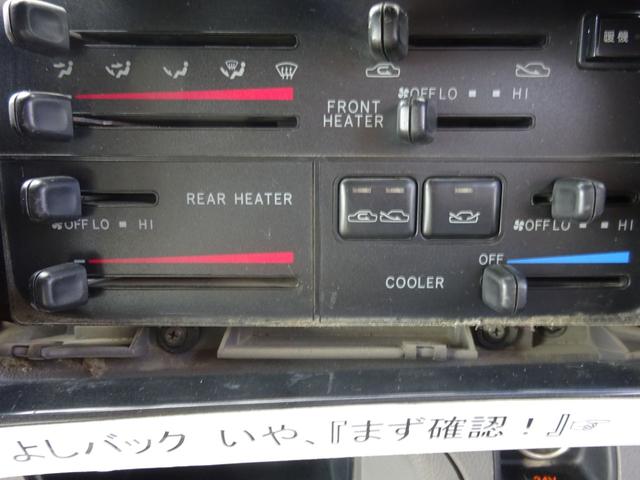 暖機
OFF LO HI
FRONT
HEATER
REAR HEATER
OFF LO HI
OFF LO HI
OFF
COOLER
よしバック いや、『まず確認！』☞
24V